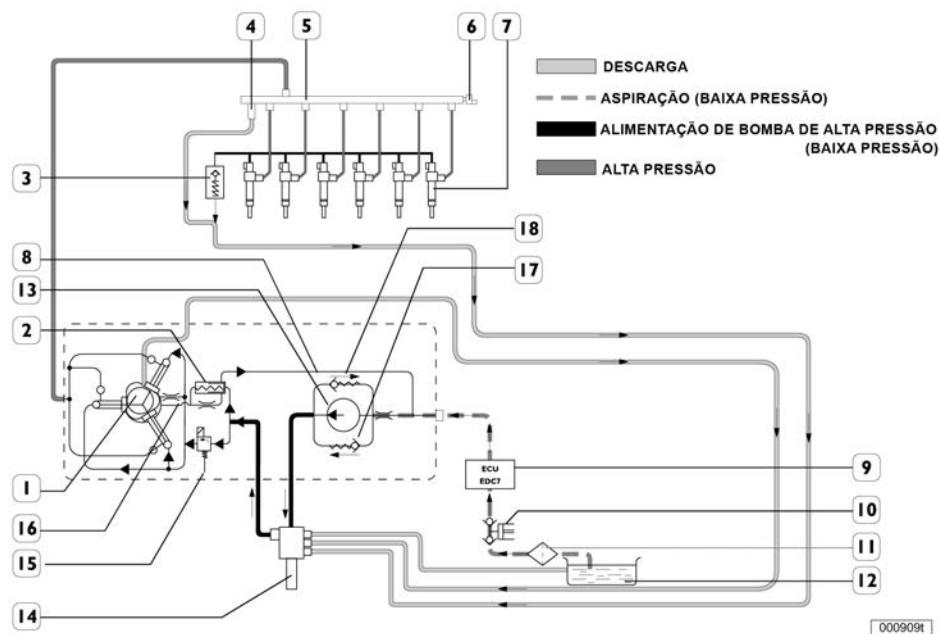 4 5 6 7
DESCARGA
ASPIRAÇÃO (BAIXA PRESSÃO)
ALIMENTAÇÃO DE BOMBA DE ALTA PRESSÃO
(BAIXA PRESSÃO)
ALTA PRESSÃO
3
18
8
17
13
2
ECU
EDC7
9
1
10
16
11
15
12
14
000909t